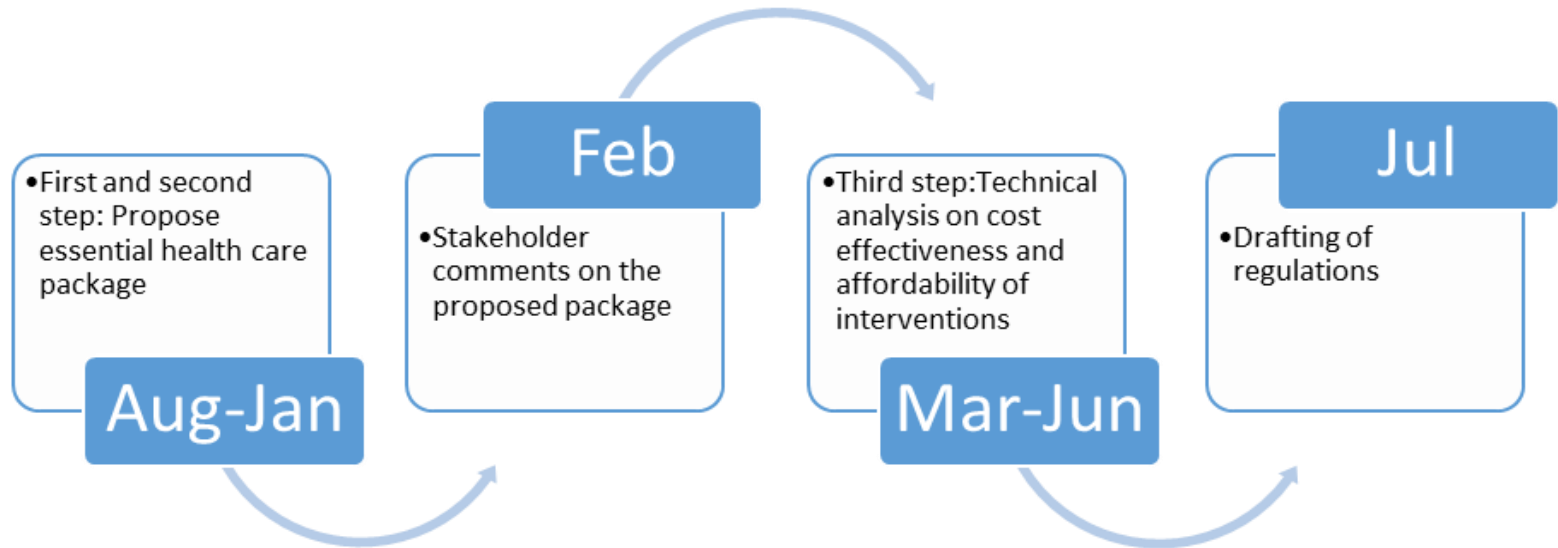 •First and second
step: Propose
essential health care
package
Aug-Jan
Feb
•Stakeholder
comments on the
proposed package
•Third step:Technical
analysis on cost
effectiveness and
affordability of
interventions
Mar-Jun
Jul
•Drafting of
regulations